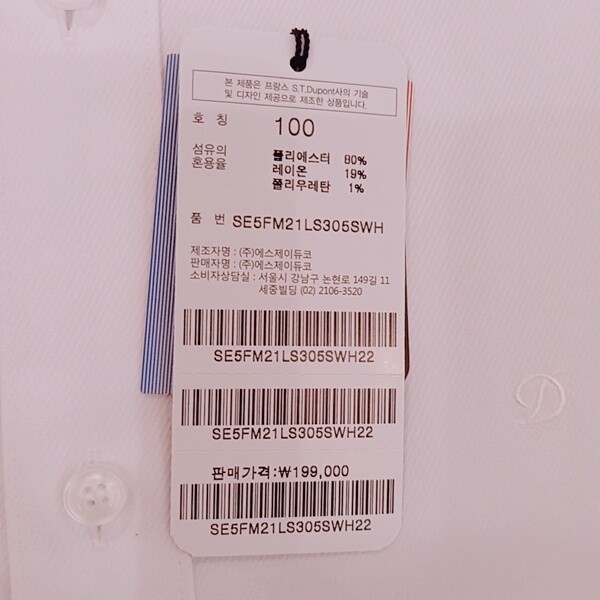 본 제품은 프랑스 S.T.Dupont사의 기술
및 디자인 제공으로 제조한 상품입니다.
호 칭 100
섬유의 혼용율 폴리에스터 80%
레이온 19%
폴리우레탄 1%
품 번 SE5FM21LS305SWH
제조자명 : (주)에스제이듀코
판매자명 : (주)에스제이듀코
소비자상담실 : 서울시 강남구 논현로 149길 11
세중빌딩 (02) 2106-3520
SE5FM21LS305SWH22
SE5FM21LS305SWH22
판매가격:₩199,000
SE5FM21LS305SWH22
D